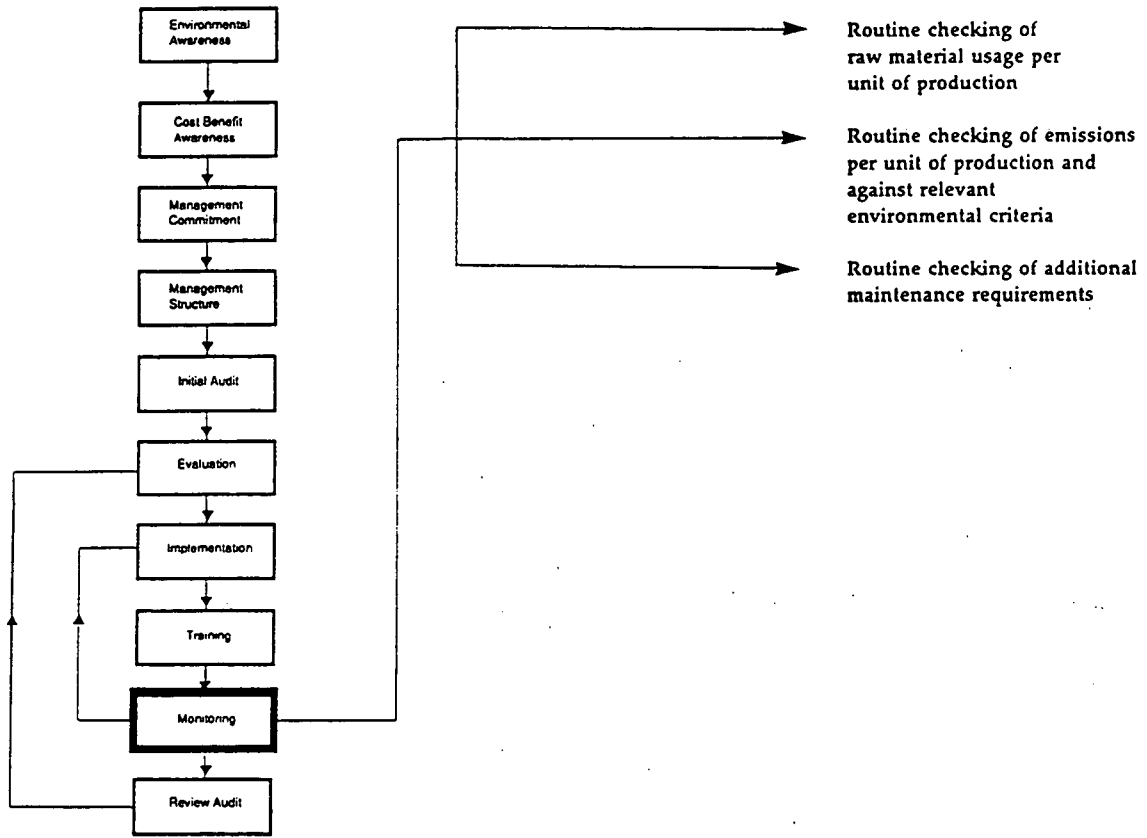 Environmental
Awareness
Cost Benefit
Awareness
Management
Commitment
Management
Structure
Initial Audit
Evaluation
Implementation
Training
Monitoring
Review Audit
Routine checking of
raw material usage per
unit of production
Routine checking of emissions
per unit of production and
against relevant
environmental criteria
Routine checking of additional
maintenance requirements